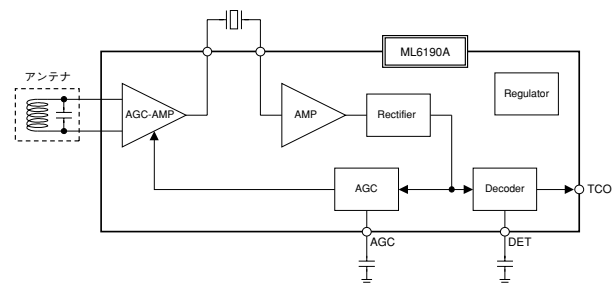 ML6190A
アンテナ
AGC-AMP
AMP
Rectifier
Regulator
AGC
Decoder
TCO
AGC
DET